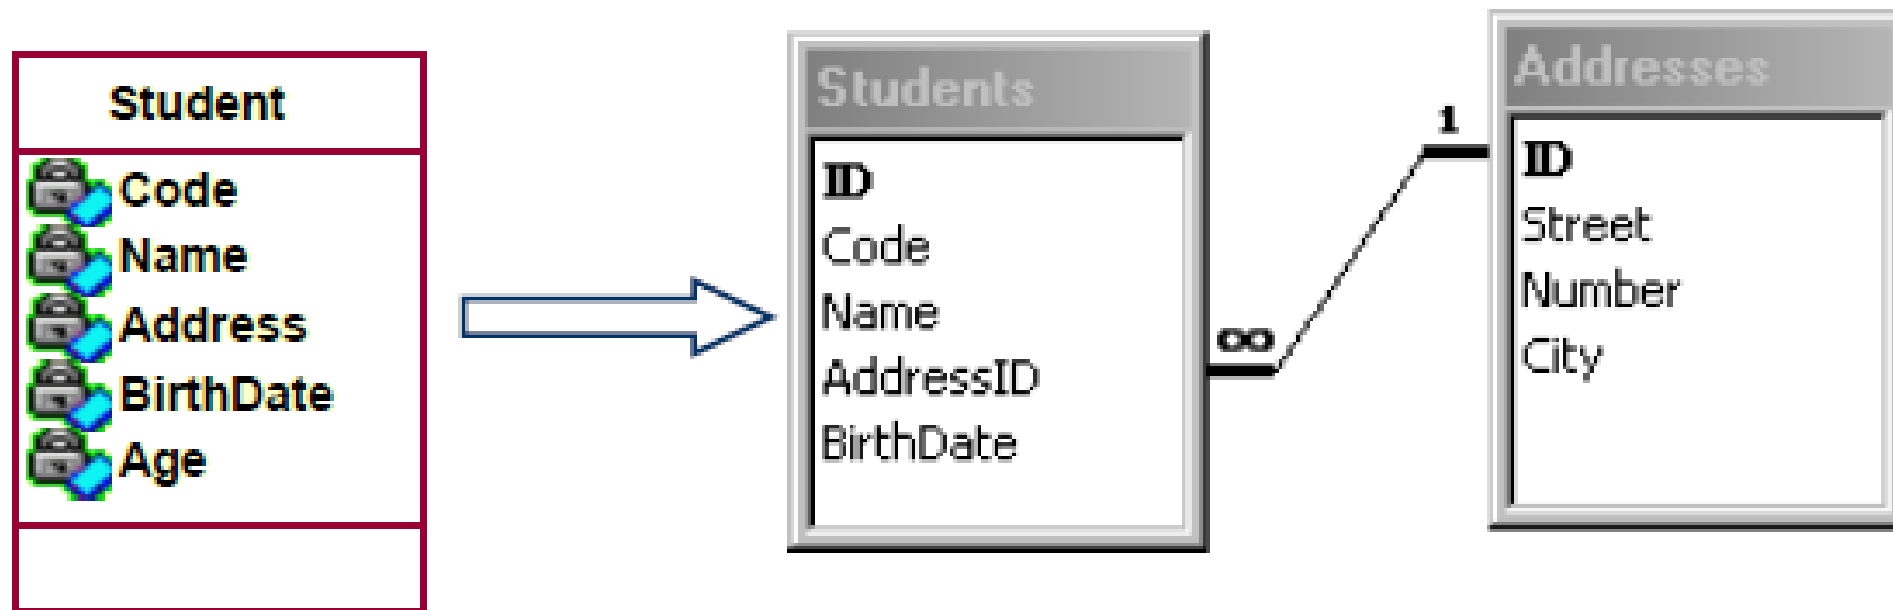 Student
Code
Name
Address
BirthDate
Age
Students
ID
Code
Name
AddressID
BirthDate
∞
1
Addresses
ID
Street
Number
City